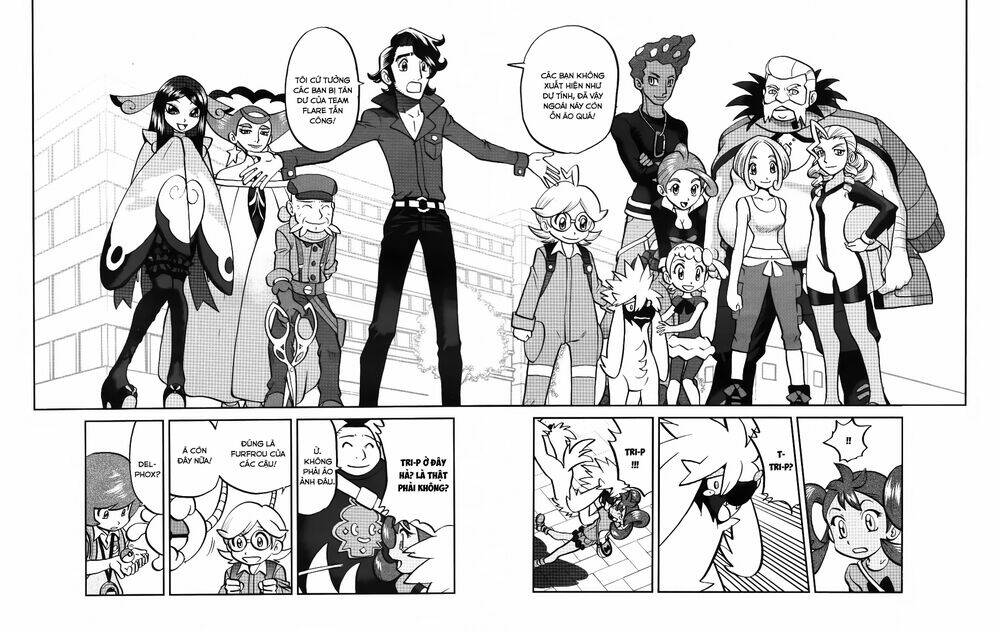 CÁC BẠN KHÔNG
XUẤT HIỆN NHƯ
DỰ TÍNH, ĐÃ VẬY
NGOÀI NÀY CÒN
ỒN ÀO QUÁ!
TÔI CỨ TƯỞNG
CÁC BẠN BỊ TÀN
DƯ CỦA TEAM
FLARE TẤN
CÔNG!
!!
T-
TRI-P?
TRI-P
!!!
TRI-P Ở ĐÂY
HẢ? LÀ THẬT
PHẢI KHÔNG?
Ừ.
KHÔNG
PHẢI ẢO
ẢNH ĐÂU.
ĐÚNG LÀ
FURFROU CỦA
CÁC CẬU!
Á CÒN
ĐÂY NỮA!
DEL-
PHOX?